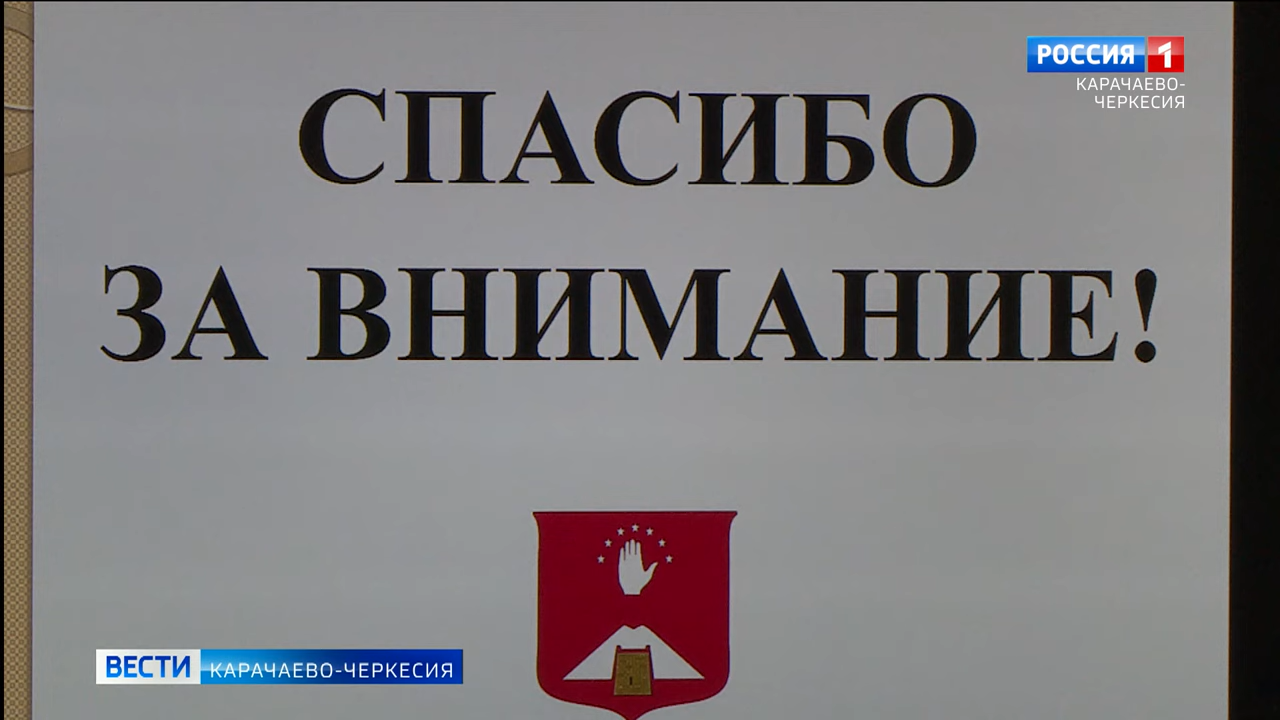 РОССИЯ 1
КАРАЧАЕВО-
ЧЕРКЕСИЯ
СПАСИБО
ЗА ВНИМАНИЕ!
ВЕСТИ КАРАЧАЕВО-ЧЕРКЕСИЯ